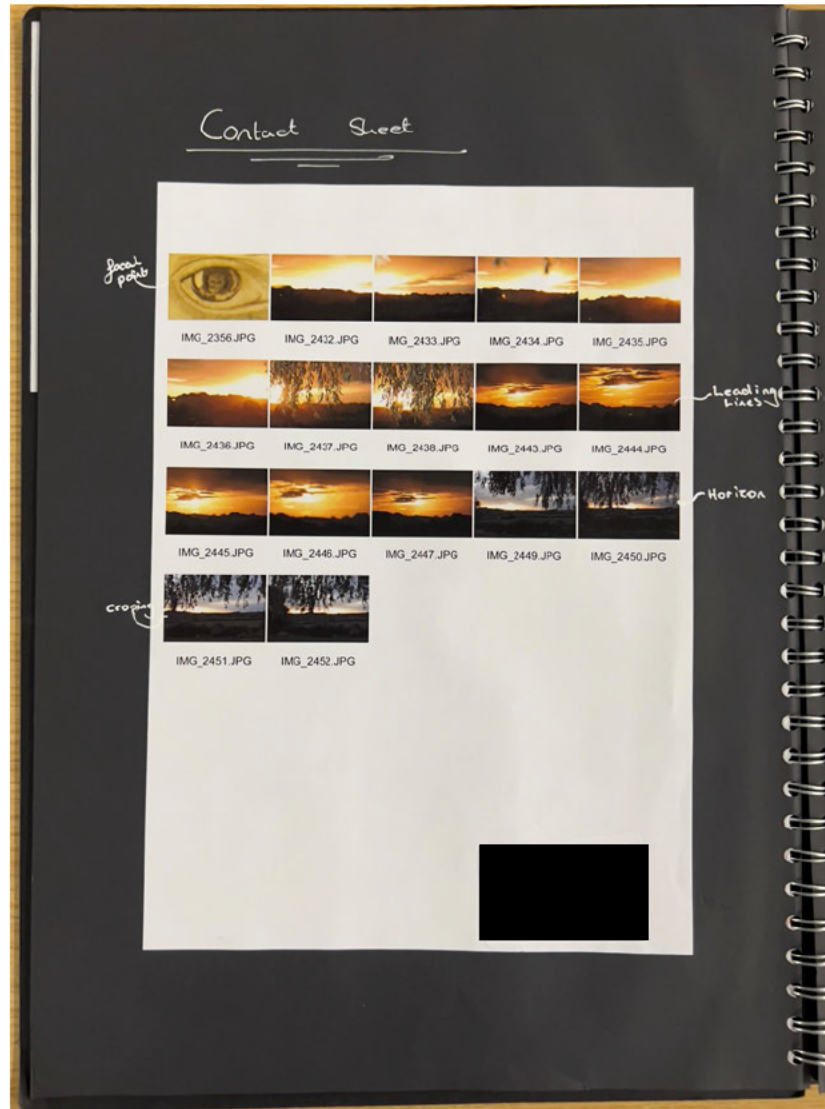 Contact Sheet
focal
point
IMG_2356.JPG IMG_2432.JPG IMG_2433.JPG IMG_2434.JPG IMG_2435.JPG
IMG_2436.JPG IMG_2437.JPG IMG_2438.JPG IMG_2443.JPG IMG_2444.JPG
Leading
Lines
IMG_2445.JPG IMG_2446.JPG IMG_2447.JPG IMG_2449.JPG IMG_2450.JPG
Horizon
croping
IMG_2451.JPG IMG_2452.JPG